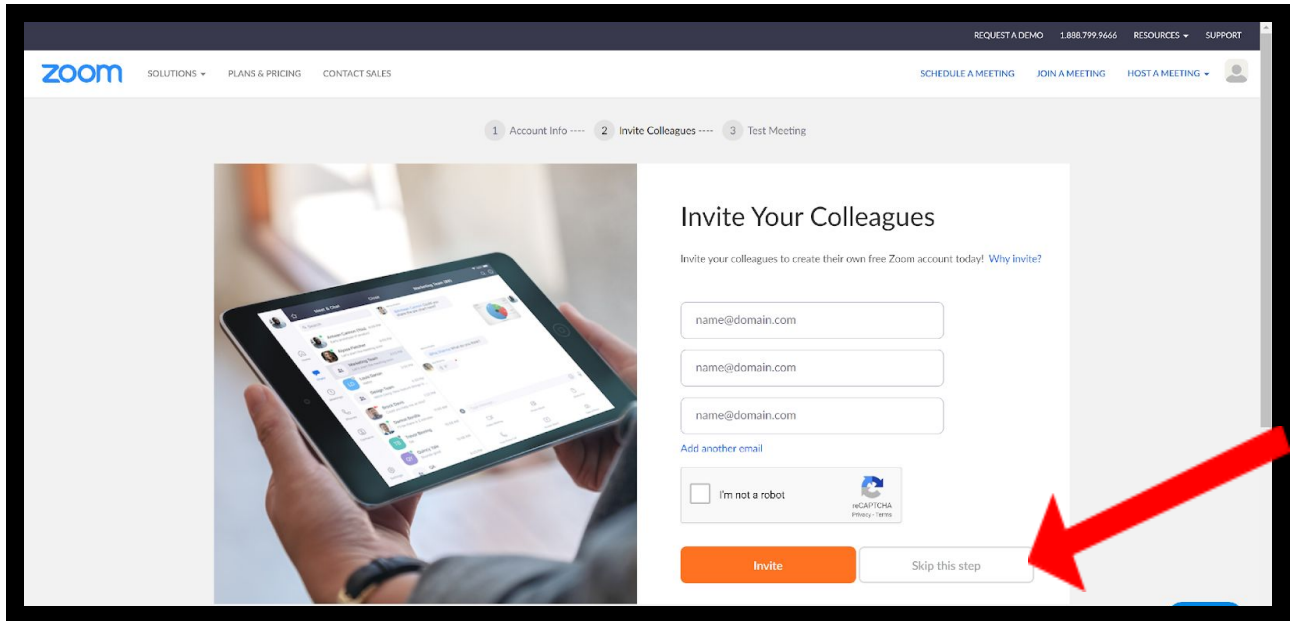 REQUEST A DEMO 1.888.799.9666 RESOURCES SUPPORT
zoom SOLUTIONS PLANS & PRICING CONTACT SALES SCHEDULE A MEETING JOIN A MEETING HOST A MEETING
1 Account Info ---- 2 Invite Colleagues ---- 3 Test Meeting
Invite Your Colleagues
Invite your colleagues to create their own free Zoom account today! Why invite?
name@domain.com
name@domain.com
name@domain.com
Add another email
I'm not a robot
reCAPTCHA
Privacy - Terms
Invite Skip this step